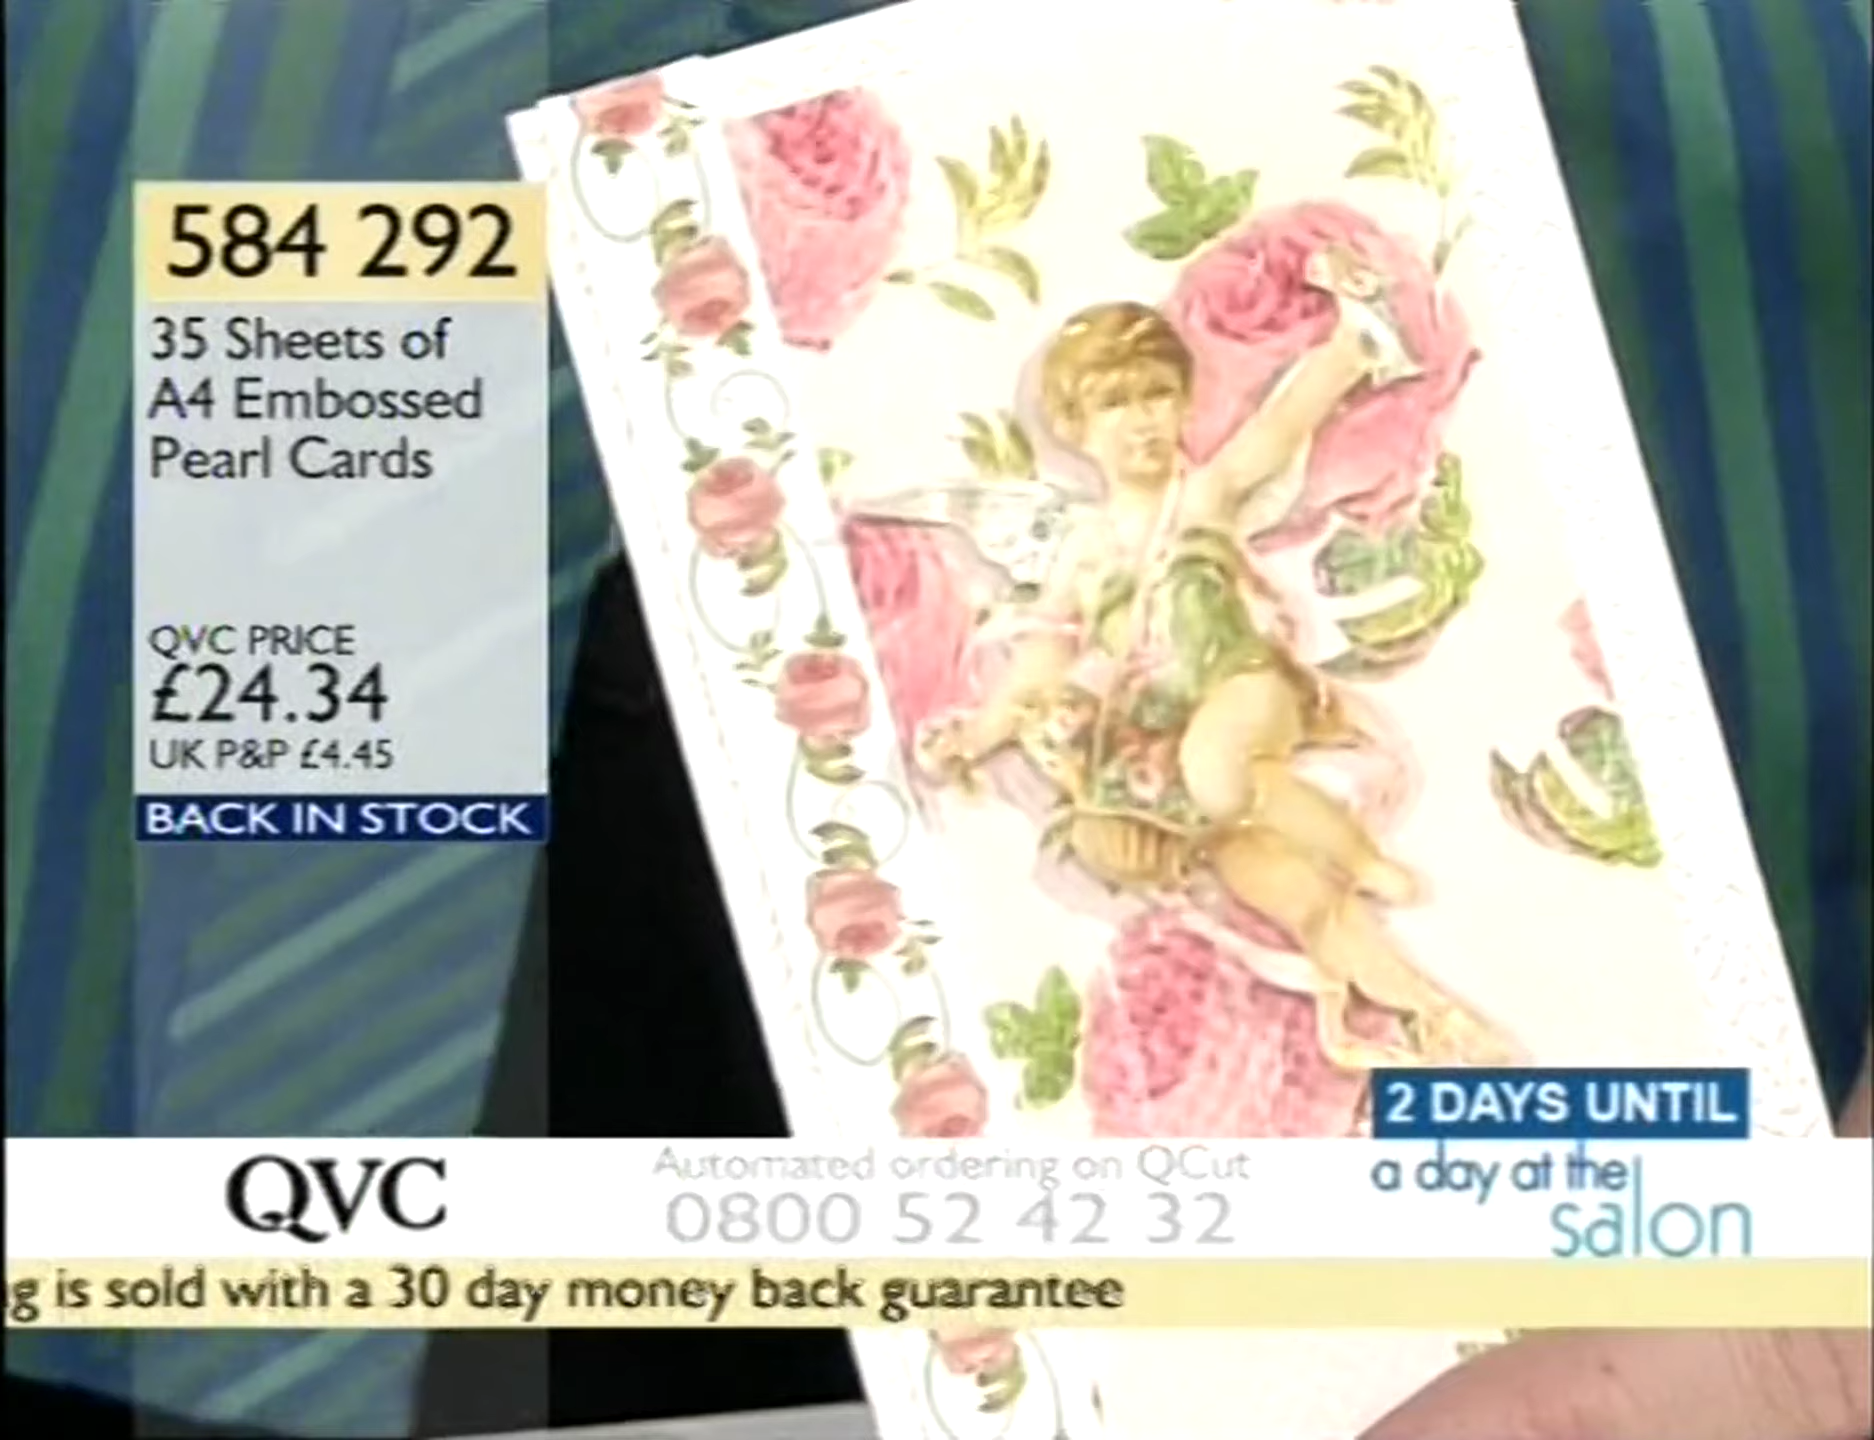 584 292
35 Sheets of
A4 Embossed
Pearl Cards
QVC PRICE
£24.34
UK P&P £4.45
BACK IN STOCK
2 DAYS UNTIL
a day at the
salon
QVC
Automated ordering on QCut
0800 52 42 32
g is sold with a 30 day money back guarantee